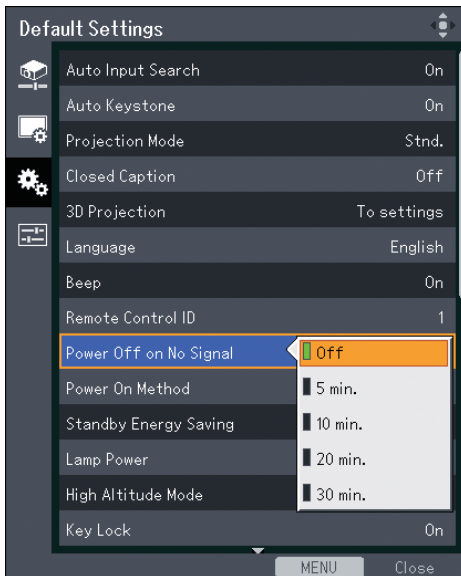 Default Settings
Auto Input Search On
Auto Keystone On
Projection Mode Stnd.
Closed Caption Off
3D Projection To settings
Language English
Beep On
Remote Control ID 1
Power Off on No Signal Off
Power On Method 5 min.
Standby Energy Saving 10 min.
Lamp Power 20 min.
High Altitude Mode 30 min.
Key Lock On
MENU Close